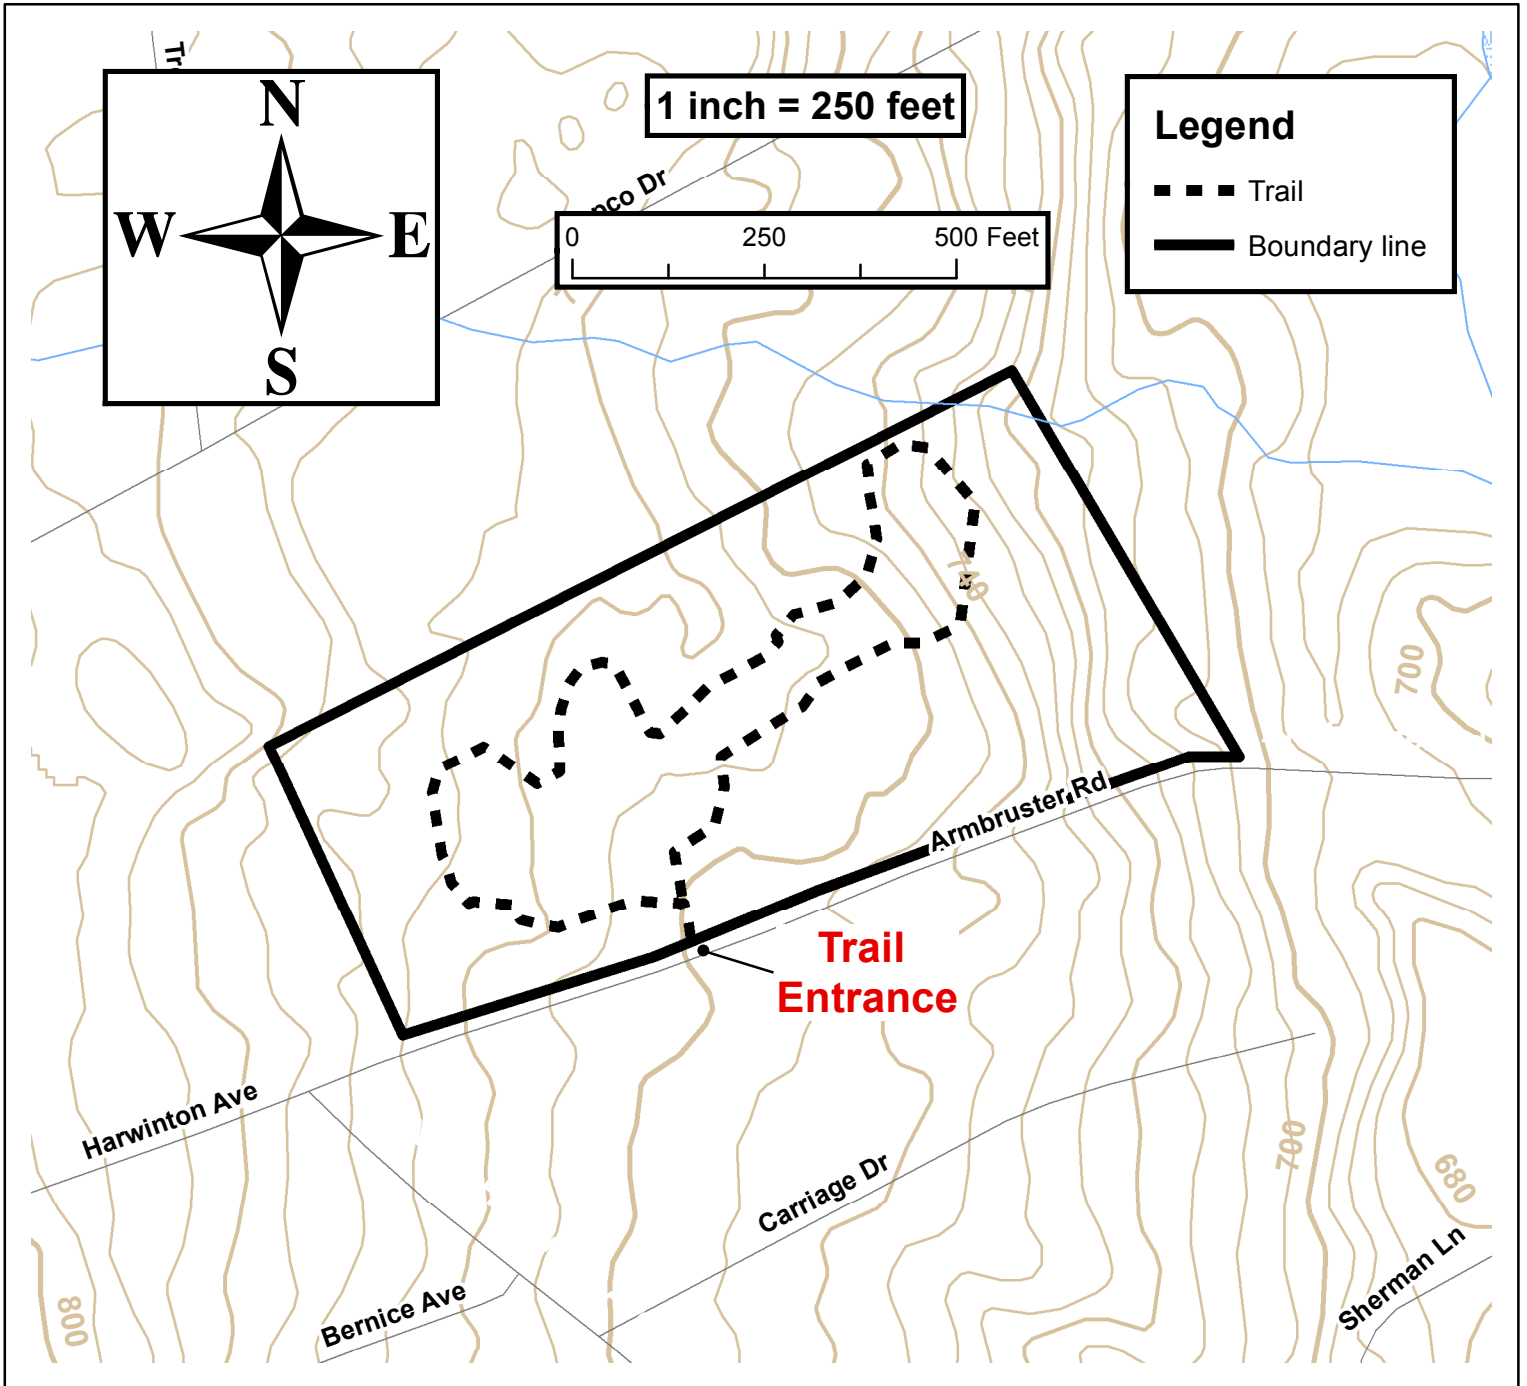 N
W E
S
1 inch = 250 feet
0 250 500 Feet
Legend
Trail
Boundary line
740
700
Armbruster Rd
Trail
Entrance
Harwinton Ave
Carriage Dr
Bernice Ave
700
680
Sherman Ln
800